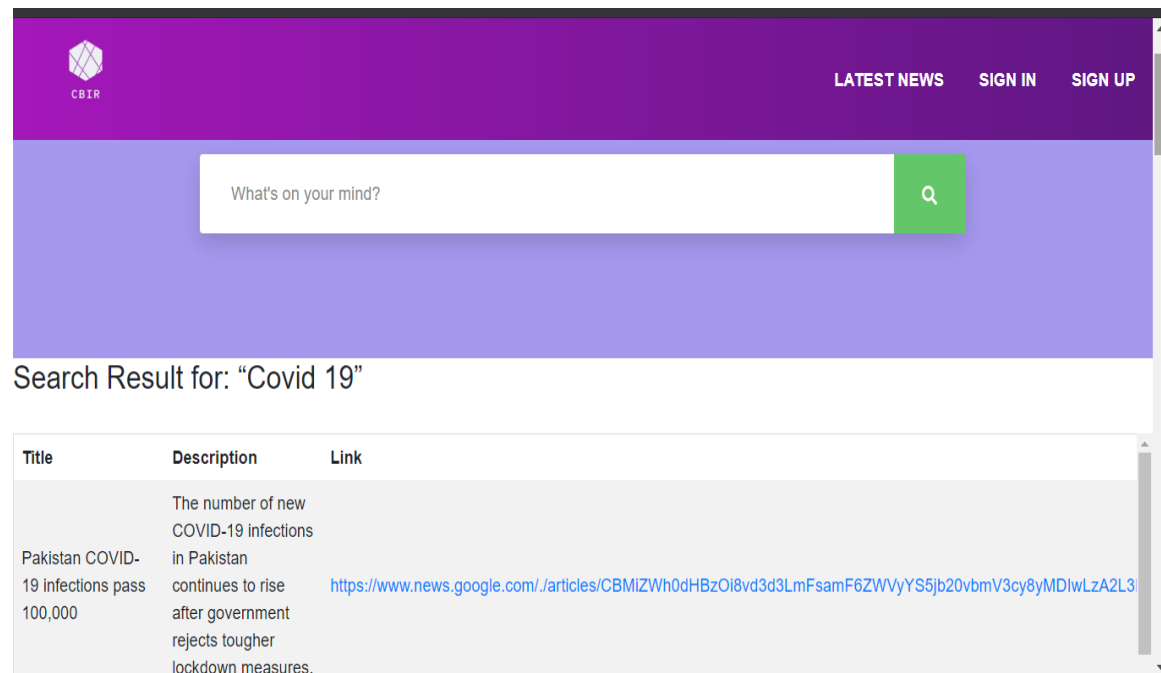 CBIR
LATEST NEWS SIGN IN SIGN UP
What's on your mind?
Search Result for: “Covid 19”
Title Description Link
Pakistan COVID-
19 infections pass
100,000
The number of new
COVID-19 infections
in Pakistan
continues to rise
after government
rejects tougher
lockdown measures.
https://www.news.google.com/./articles/CBMiZWh0dHBzOi8vd3d3LmFsamF6ZWVyYS5jb20vbmV3cy8yMDIwLzA2L3